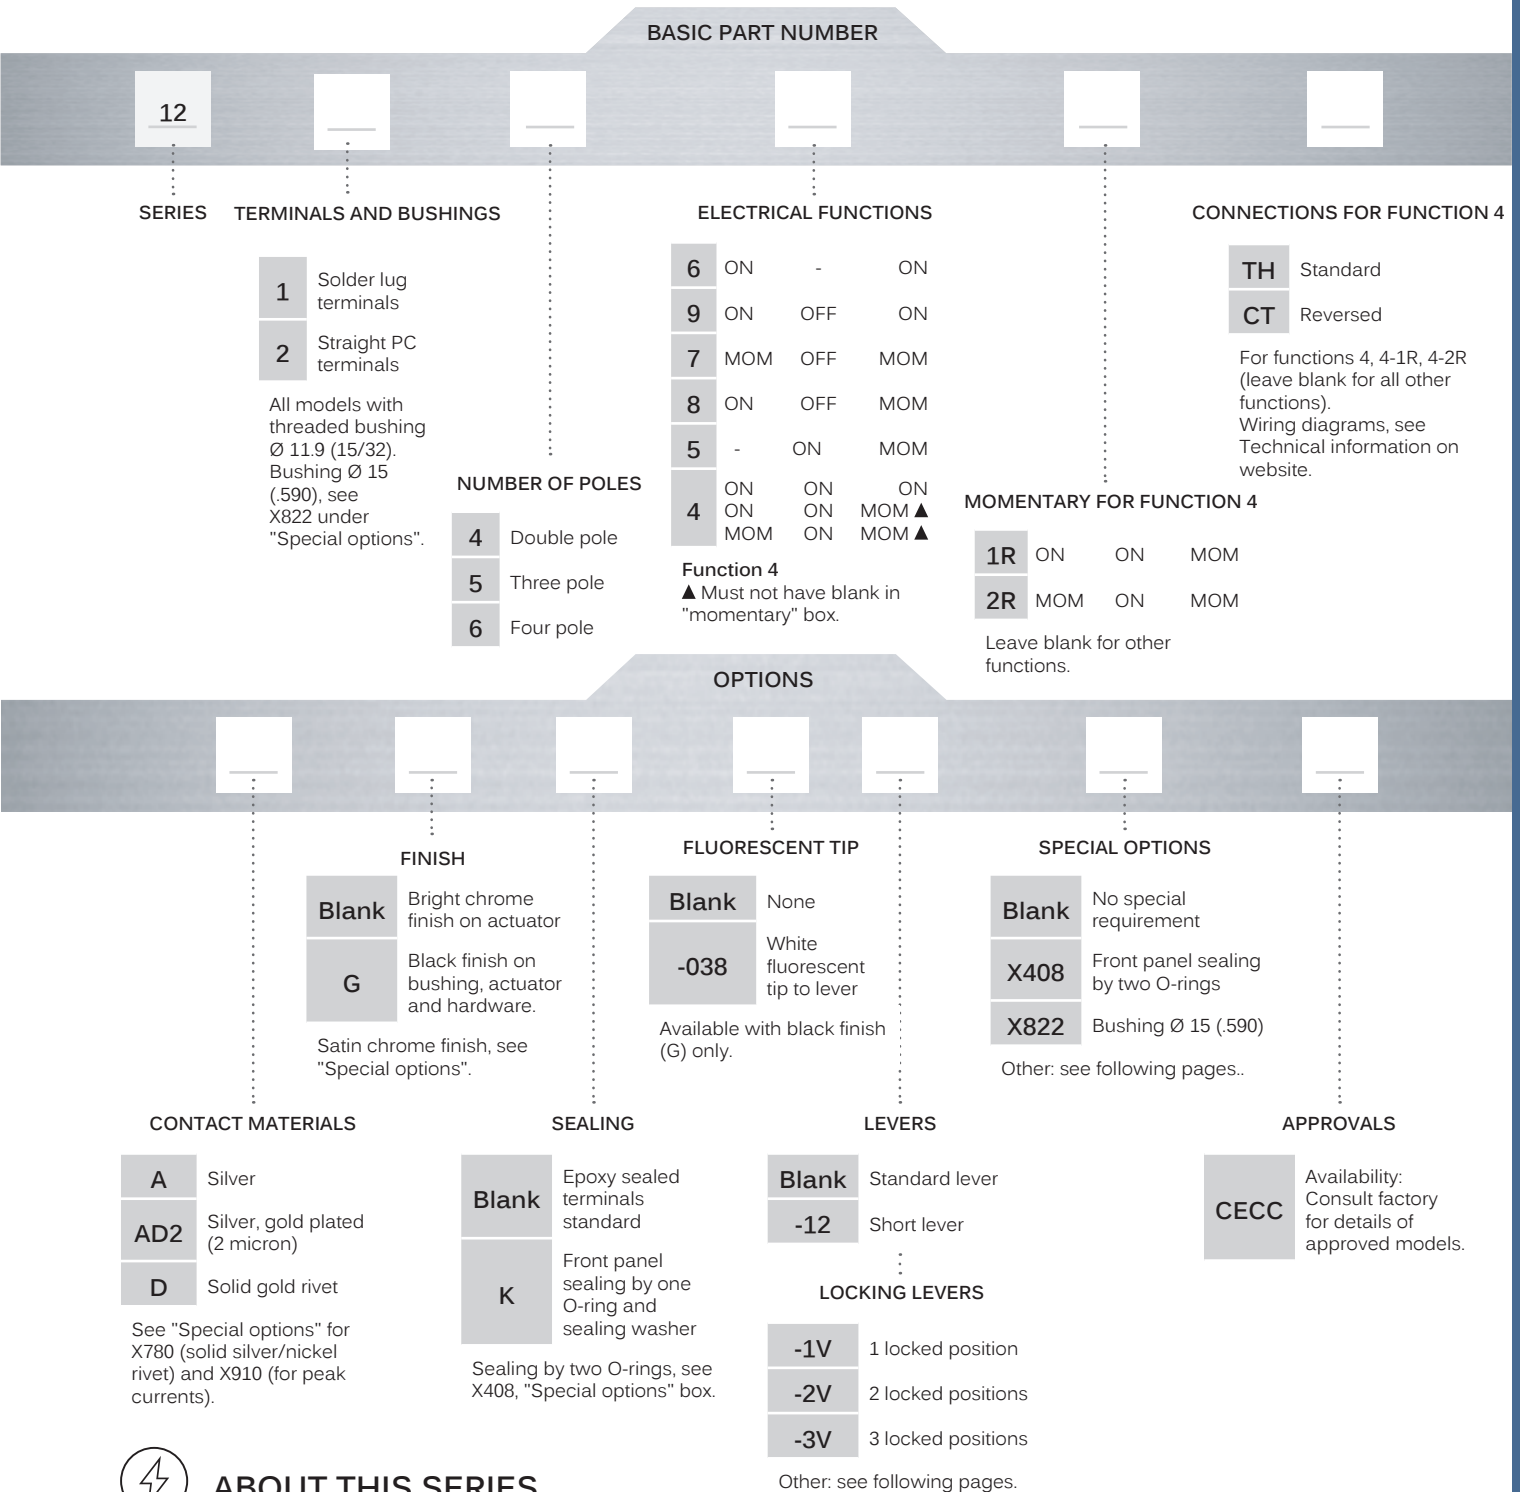 BASIC PART NUMBER
12
SERIES
TERMINALS AND BUSHINGS
1 Solder lug
terminals
2 Straight PC
terminals
All models with
threaded bushing
Ø 11.9 (15/32).
Bushing Ø 15
(.590), see
X822 under
"Special options".
NUMBER OF POLES
4 Double pole
5 Three pole
6 Four pole
ELECTRICAL FUNCTIONS
6 ON - ON
9 ON OFF ON
7 MOM OFF MOM
8 ON OFF MOM
5 - ON MOM
4
ON ON ON
ON ON MOM ▲
MOM ON MOM ▲
Function 4
▲ Must not have blank in
"momentary" box.
MOMENTARY FOR FUNCTION 4
1R ON ON MOM
2R MOM ON MOM
Leave blank for other
functions.
CONNECTIONS FOR FUNCTION 4
TH Standard
CT Reversed
For functions 4, 4-1R, 4-2R
(leave blank for all other
functions).
Wiring diagrams, see
Technical information on
website.
OPTIONS
CONTACT MATERIALS
A Silver
AD2 Silver, gold plated
(2 micron)
D Solid gold rivet
See "Special options" for
X780 (solid silver/nickel
rivet) and X910 (for peak
currents).
FINISH
Blank Bright chrome
finish on actuator
G Black finish on
bushing, actuator
and hardware.
Satin chrome finish, see
"Special options".
SEALING
Blank Epoxy sealed
terminals
standard
K Front panel
sealing by one
O-ring and
sealing washer
Sealing by two O-rings, see
X408, "Special options" box.
FLUORESCENT TIP
Blank None
-038 White
fluorescent
tip to lever
Available with black finish
(G) only.
LEVERS
Blank Standard lever
-12 Short lever
LOCKING LEVERS
-1V 1 locked position
-2V 2 locked positions
-3V 3 locked positions
Other: see following pages.
SPECIAL OPTIONS
Blank No special
requirement
X408 Front panel sealing
by two O-rings
X822 Bushing Ø 15 (.590)
Other: see following pages..
APPROVALS
CECC Availability:
Consult factory
for details of
approved models.
ABOUT THIS SERIES